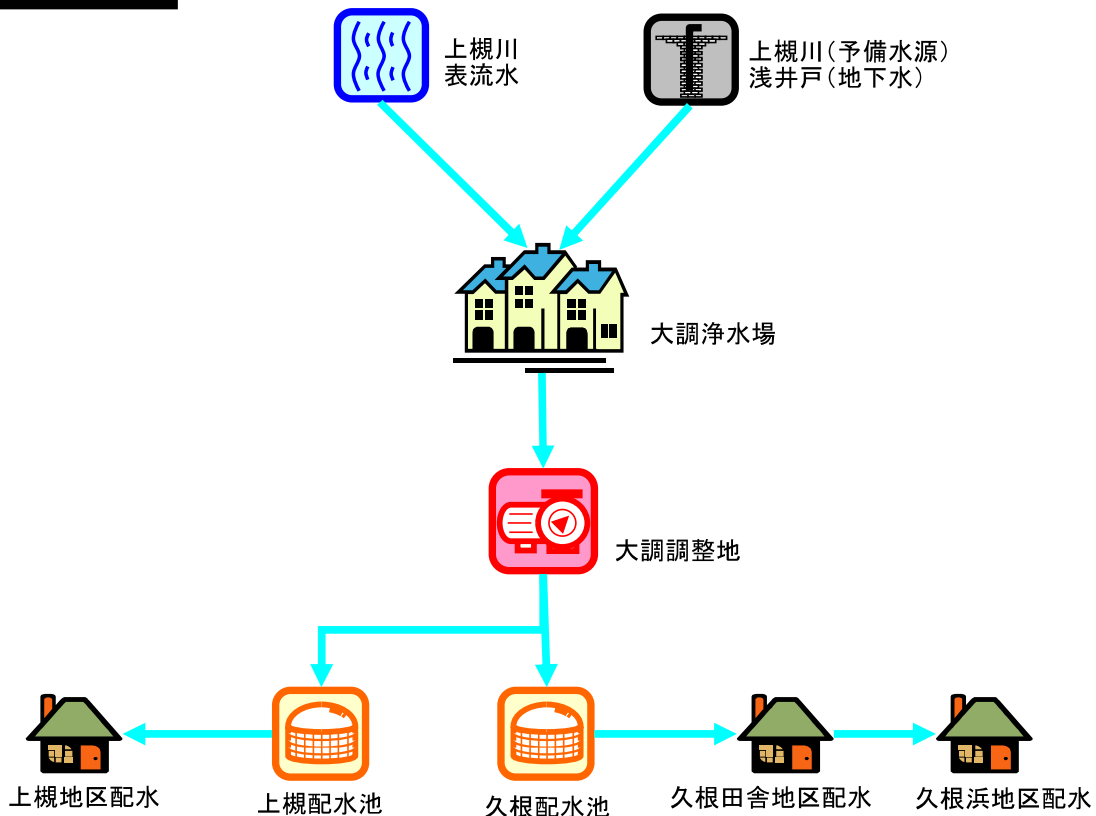 上槻川
表流水
上槻川(予備水源)
浅井戸(地下水)
大調浄水場
大調調整地
上槻地区配水
上槻配水池
久根配水池
久根田舎地区配水
久根浜地区配水